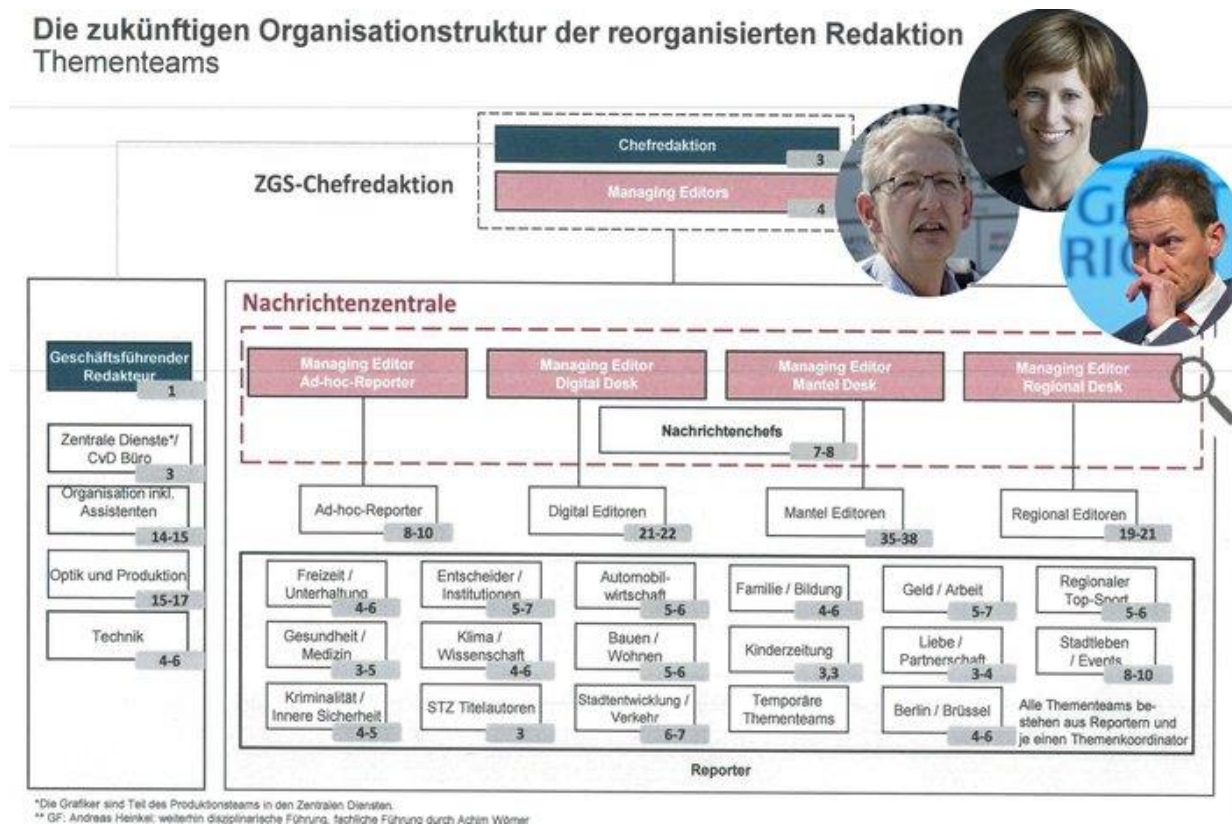 Die zukünftigen Organisationstruktur der reorganisierten Redaktion
Thementeams
ZGS-Chefredaktion
Chefredaktion
3
Managing Editors
4
Geschäftsführender
Redakteur
1
Zentrale Dienste*/
CvD Büro
3
Organisation inkl.
Assistenten
14-15
Optik und Produktion
15-17
Technik
4-6
Nachrichtenzentrale
Managing Editor
Ad-hoc-Reporter
Managing Editor
Digital Desk
Managing Editor
Mantel Desk
Managing Editor
Regional Desk
Nachrichtenchefs
7-8
Ad-hoc-Reporter
8-10
Digital Editoren
21-22
Mantel Editoren
35-38
Regional Editoren
19-21
Freizeit /
Unterhaltung
4-6
Entscheider /
Institutionen
5-7
Automobil-
wirtschaft
5-6
Familie / Bildung
4-6
Geld / Arbeit
5-7
Regionaler
Top-Sport
5-6
Gesundheit /
Medizin
3-5
Klima /
Wissenschaft
4-6
Bauen /
Wohnen
5-6
Kinderzeitung
3,3
Liebe /
Partnerschaft
3-4
Stadtleben
/ Events
8-10
Kriminalität /
Innere Sicherheit
4-5
STZ Titelautoren
3
Stadtentwicklung /
Verkehr
6-7
Temporäre
Thementeams
Berlin / Brüssel
4-6
Alle Thementeams be-
stehen aus Reportern und
je einen Themenkoordinator
Reporter
*Die Grafiker sind Teil des Produktionsteams in den Zentralen Diensten.
** GF: Andreas Heinkel: weiterhin disziplinarische Führung, fachliche Führung durch Achim Wörner